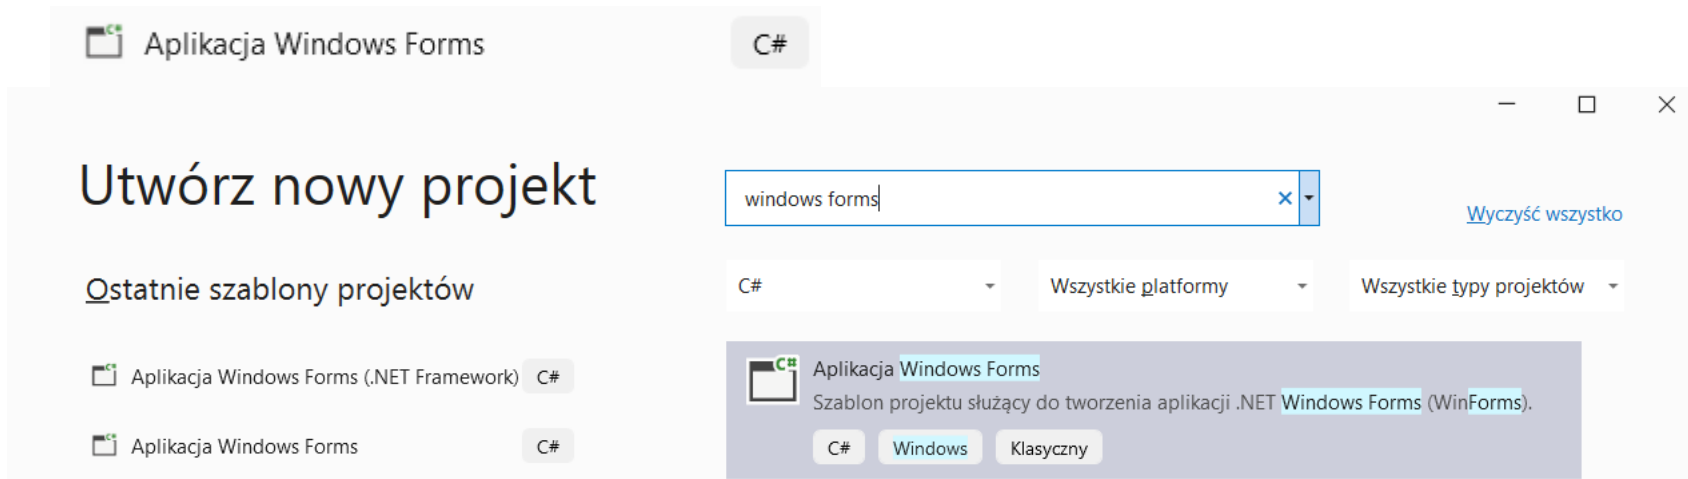 Aplikacja Windows Forms C#
Utwórz nowy projekt
windows forms
Wyczyść wszystko
Ostatnie szablony projektów
C# Wszystkie platformy Wszystkie typy projektów
Aplikacja Windows Forms (.NET Framework) C#
Aplikacja Windows Forms C#
C#
Aplikacja Windows Forms
Szablon projektu służący do tworzenia aplikacji .NET Windows Forms (WinForms).
C# Windows Klasyczny